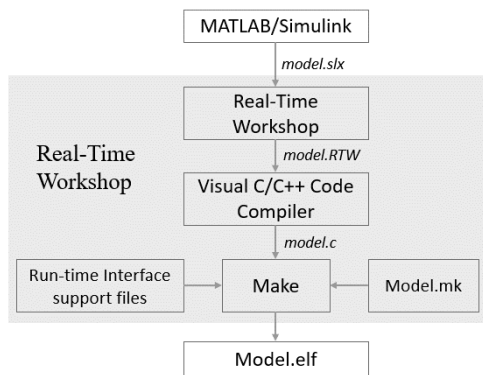 MATLAB/Simulink
model.slx
Real-Time
Workshop
model.RTW
Real-Time
Workshop
Visual C/C++ Code
Compiler
model.c
Run-time Interface
support files
Make
Model.mk
Model.elf